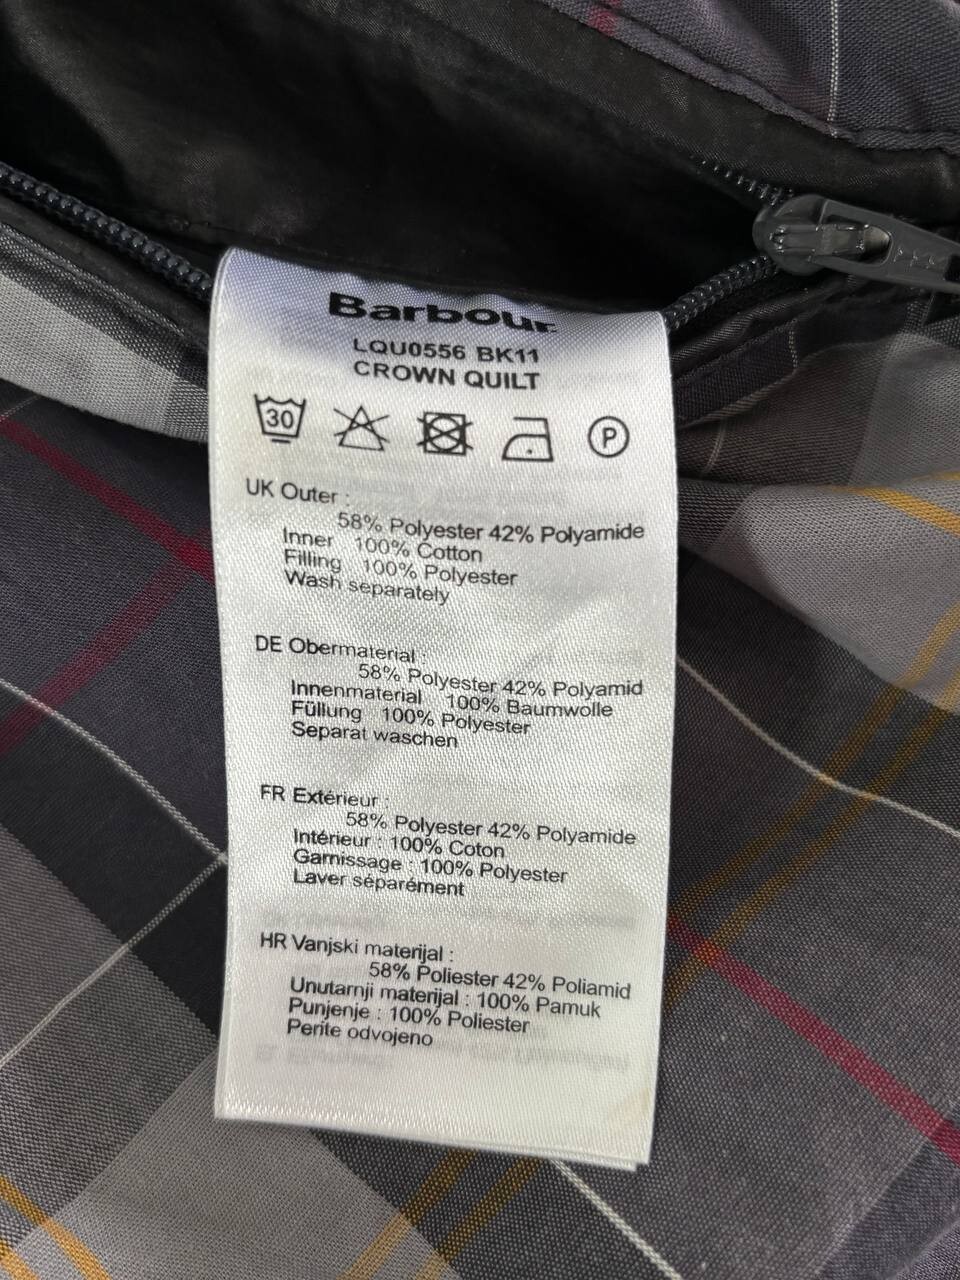 Barbour
LQU0556 BK11
CROWN QUILT
30
P
UK Outer :
58% Polyester 42% Polyamide
Inner 100% Cotton
Filling 100% Polyester
Wash separately
DE Obermaterial :
58% Polyester 42% Polyamid
Innenmaterial 100% Baumwolle
Füllung 100% Polyester
Separat waschen
FR Extérieur :
58% Polyester 42% Polyamide
Intérieur : 100% Coton
Garnissage : 100% Polyester
Laver séparément
HR Vanjski materijal :
58% Poliester 42% Poliamid
Unutarnji materijal : 100% Pamuk
Punjenje : 100% Poliester
Perite odvojeno